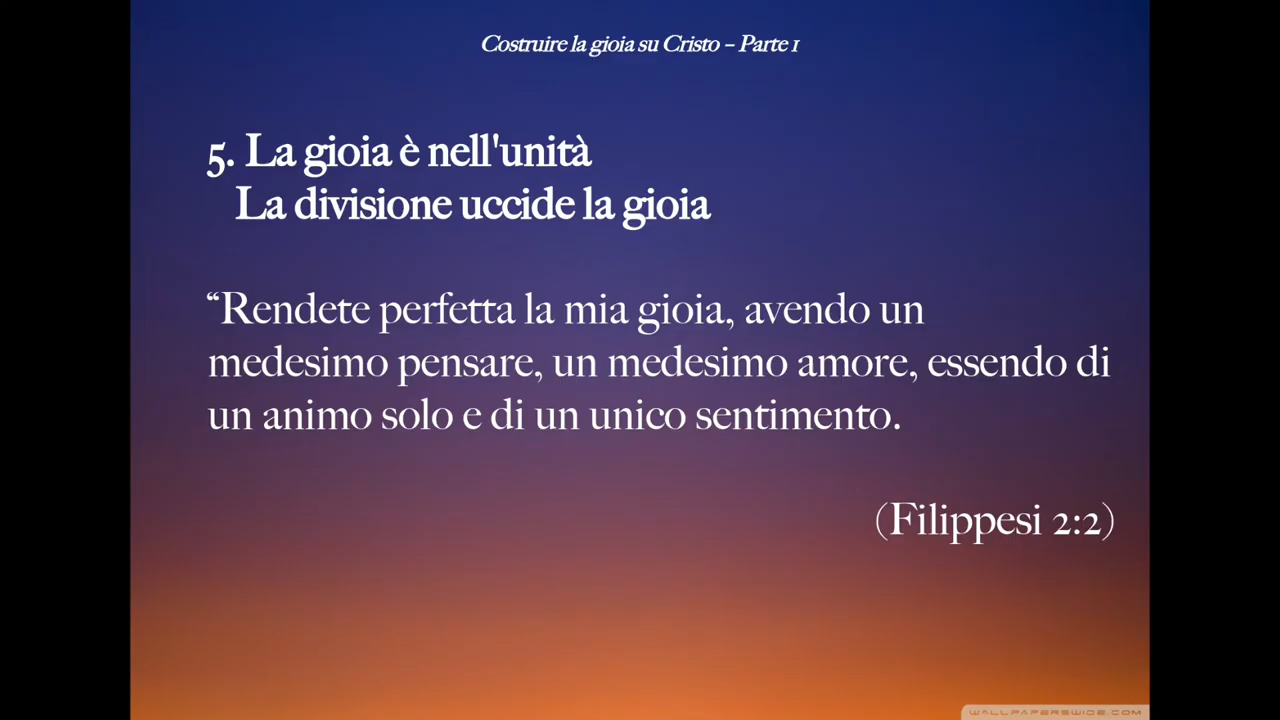 Costruire la gioia su Cristo – Parte 1
5. La gioia è nell'unità
La divisione uccide la gioia
“Rendete perfetta la mia gioia, avendo un
medesimo pensare, un medesimo amore, essendo di
un animo solo e di un unico sentimento.
(Filippesi 2:2)
WALLPAPERSWIDE.COM